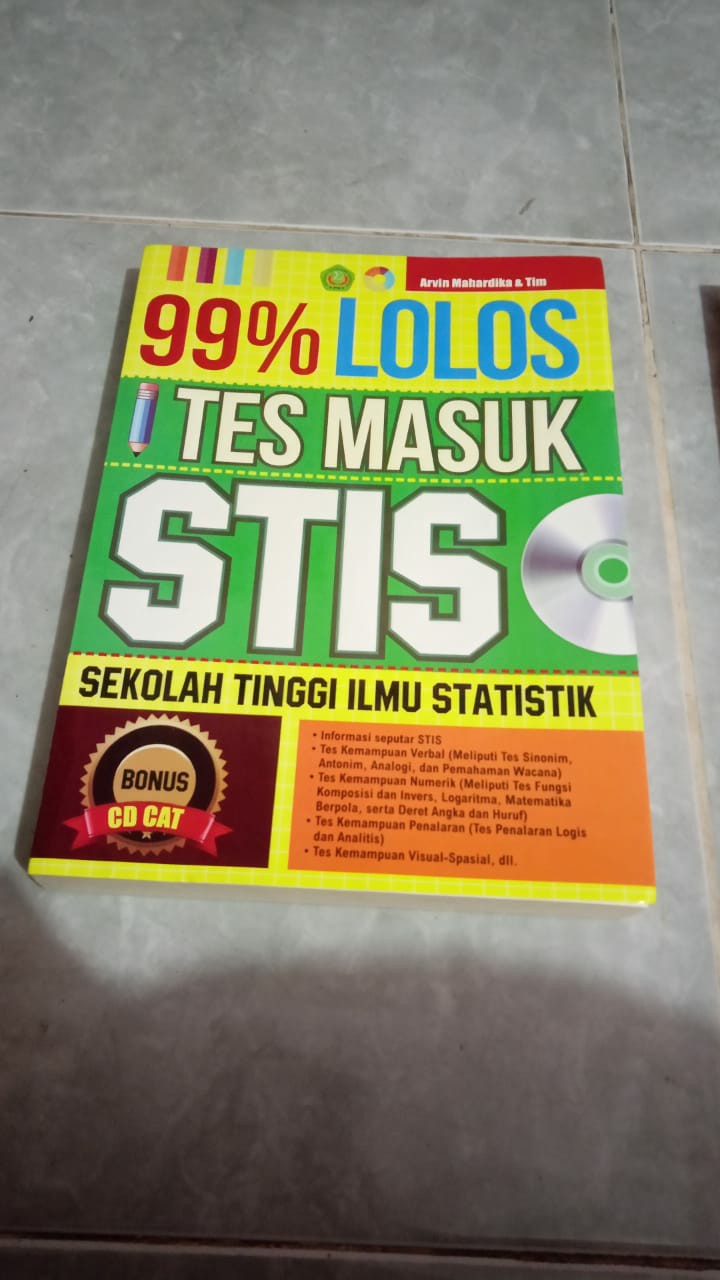 Arvin Mahardika & Tim
99% LOLOS
TES MASUK
STIS
SEKOLAH TINGGI ILMU STATISTIK
BONUS
CD CAT
• Informasi seputar STIS
• Tes Kemampuan Verbal (Meliputi Tes Sinonim,
Antonim, Analogi, dan Pemahaman Wacana)
• Tes Kemampuan Numerik (Meliputi Tes Fungsi
Komposisi dan Invers, Logaritma, Matematika
Berpola, serta Deret Angka dan Huruf)
• Tes Kemampuan Penalaran (Tes Penalaran Logis
dan Analitis)
• Tes Kemampuan Visual-Spasial, dll.